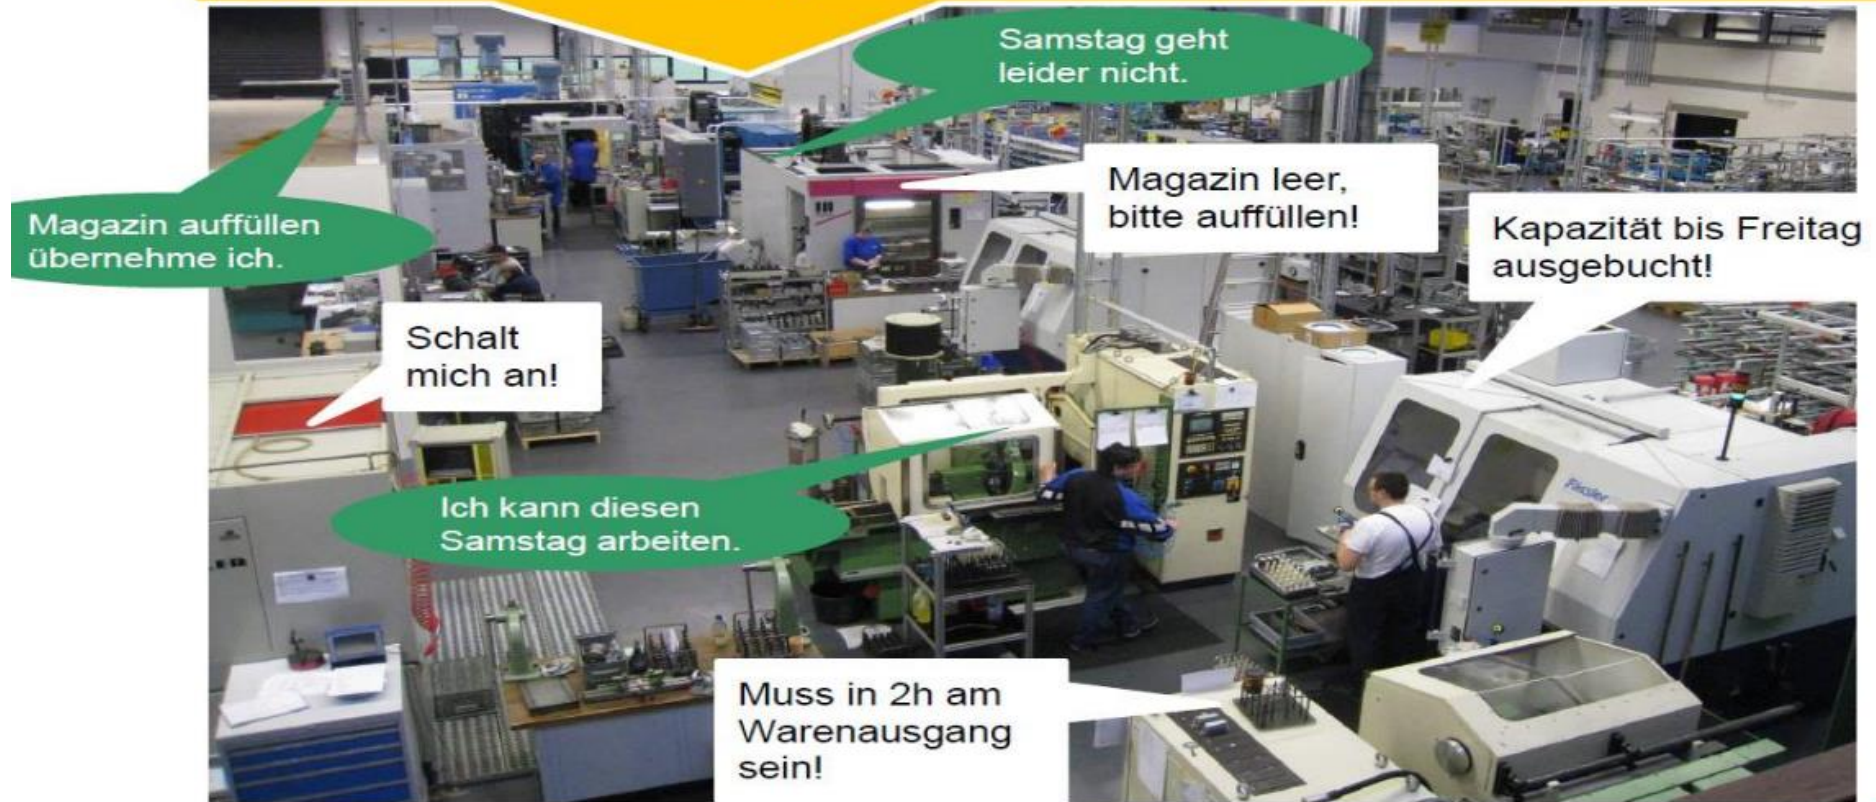 Samstag geht
leider nicht.
Magazin leer,
bitte auffüllen!
Magazin auffüllen
übernehme ich.
Kapazität bis Freitag
ausgebucht!
Schalt
mich an!
Ich kann diesen
Samstag arbeiten.
Fässler
Muss in 2h am
Warenausgang
sein!